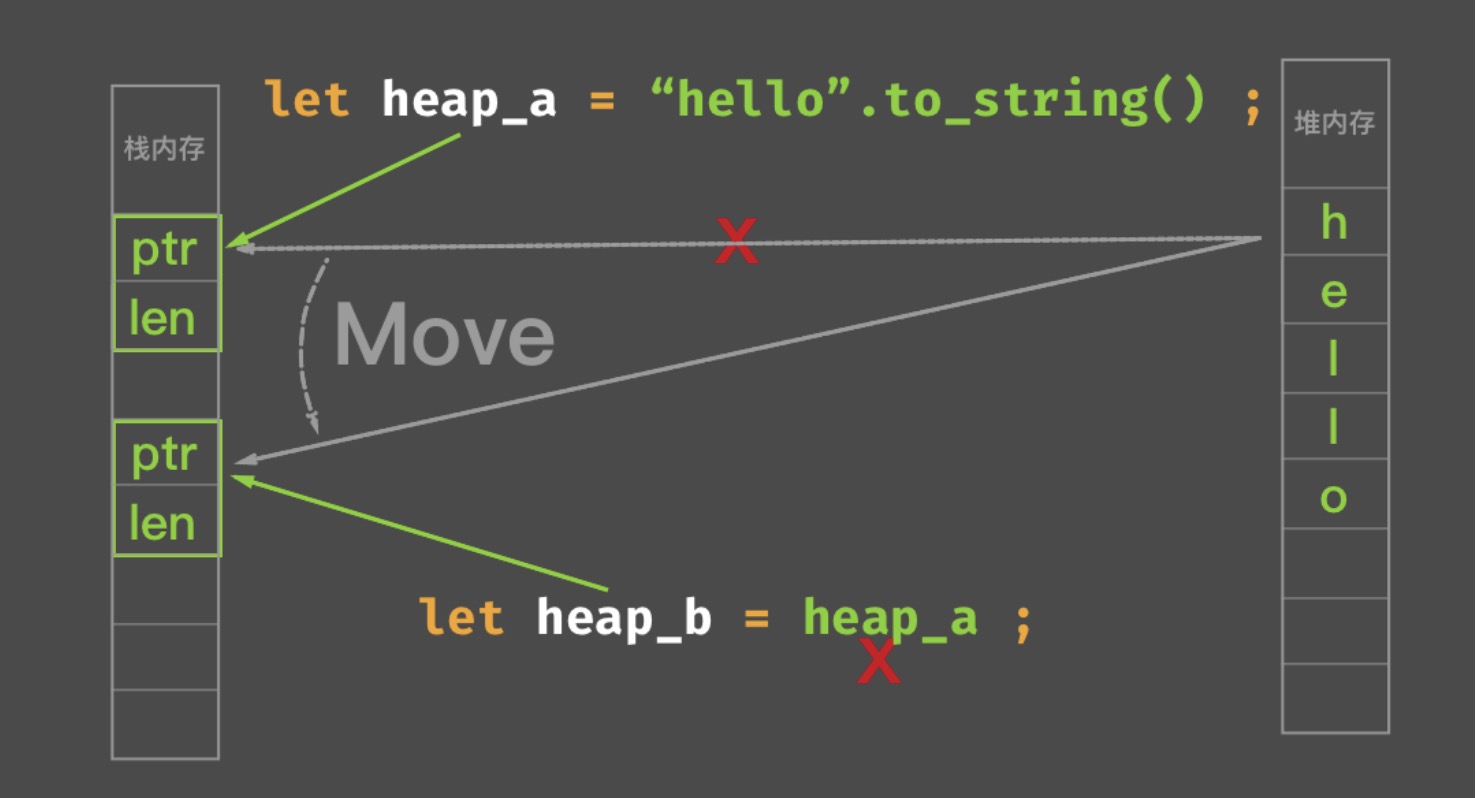 let heap_a = “hello”.to_string() ;
栈内存
堆内存
ptr
len
X
Move
ptr
len
h
e
l
l
o
let heap_b = heap_a ;
X